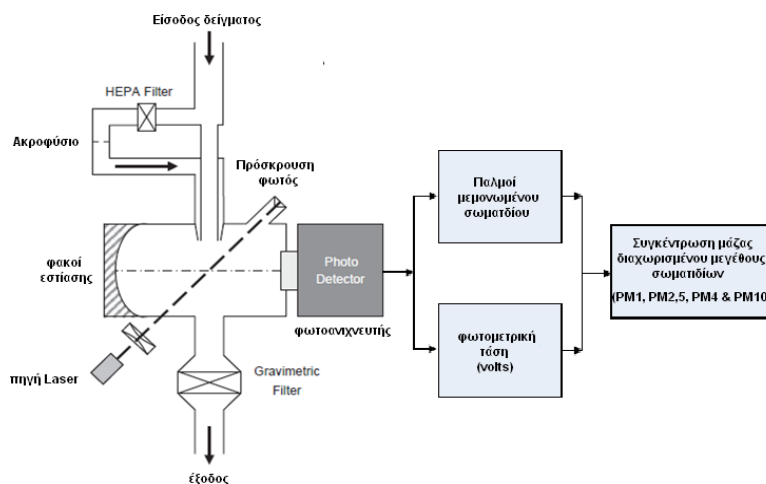 Είσοδος δείγματος
HEPA Filter
Ακροφύσιο
Πρόσκρουση
φωτός
φακοί
εστίασης
Photo
Detector
φωτοανιχνευτής
πηγή Laser
Gravimetric
Filter
έξοδος
Παλμοί
μεμονωμένου
σωματδίου
φωτομετρική
τάση
(volts)
Συγκέντρωση μάζας
διαχωρισμένου μεγέθους
σωματιδίων
(PM1, PM2,5, PM4 & PM10